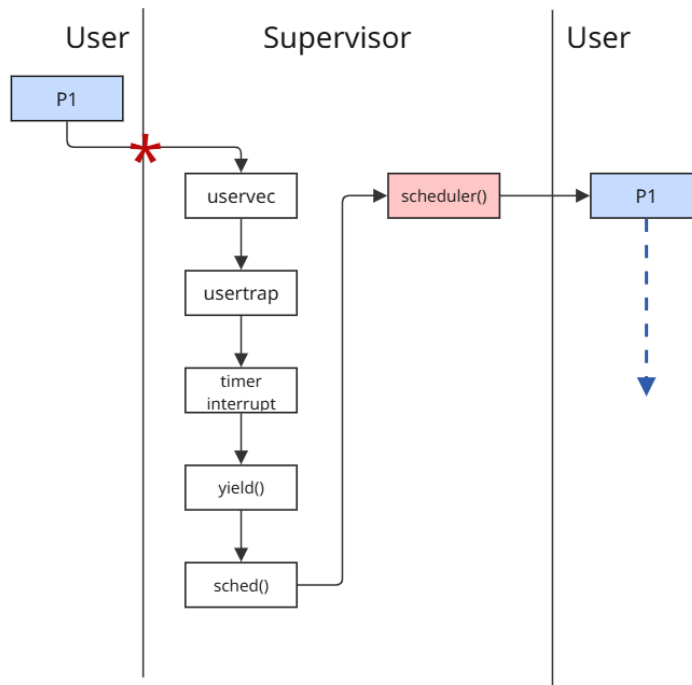 User
Supervisor
User
P1
*
uservec
scheduler()
P1
usertrap
timer
interrupt
yield()
sched()